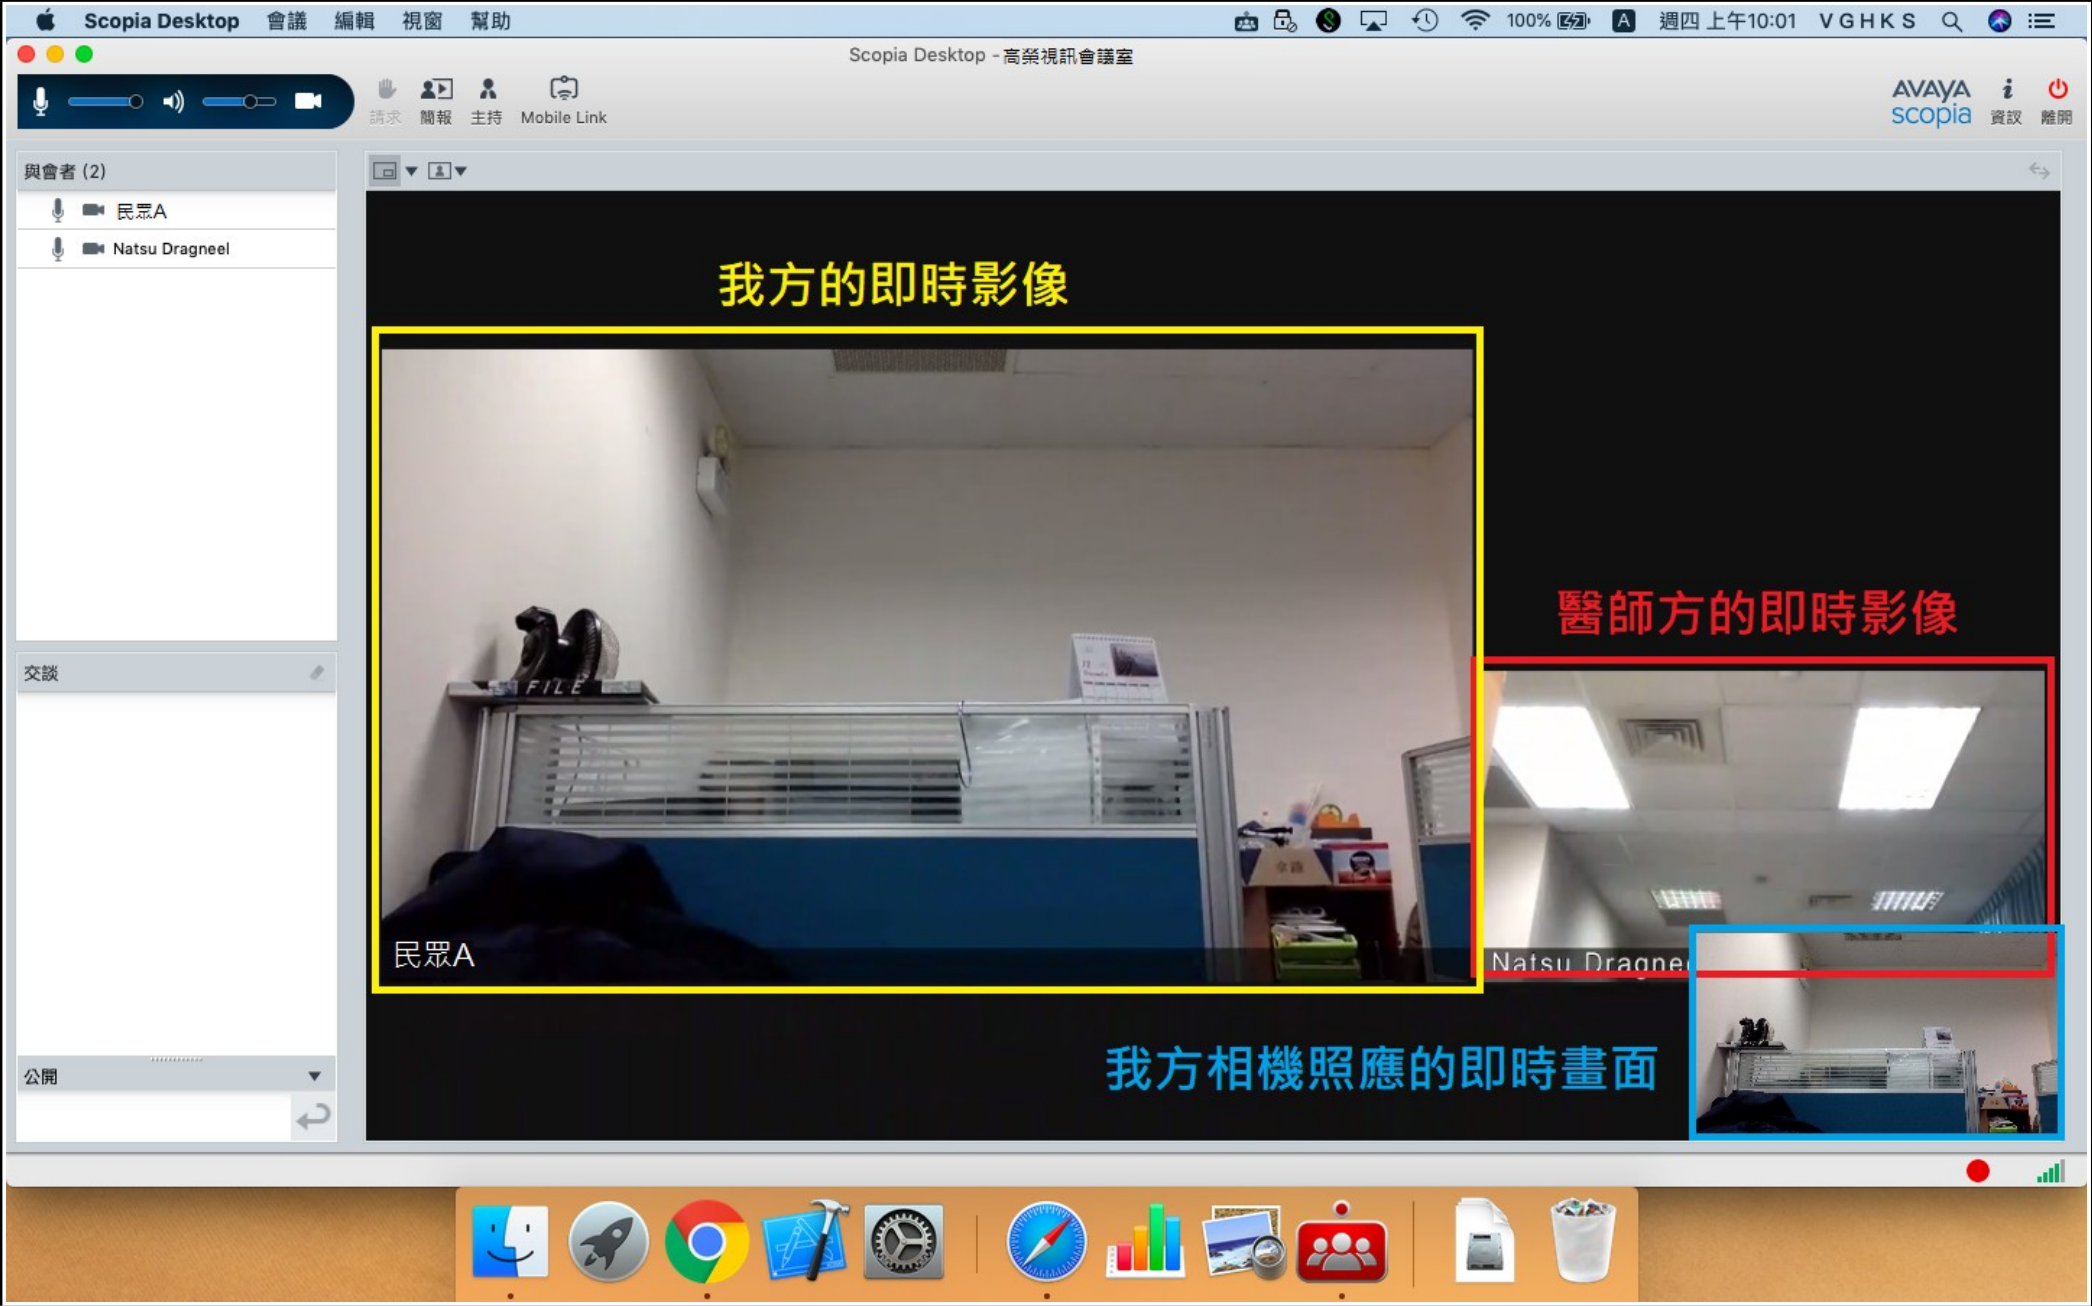 Scopia Desktop 會議 編輯 視窗 幫助 100% A 週四 上午10:01 VGHKS
Scopia Desktop - 高榮視訊會議室
請求 簡報 主持 Mobile Link
AVAYA
scopia
資訊 離開
與會者 (2)
民眾A
Natsu Dragneel
我方的即時影像
FILE
民眾A
醫師方的即時影像
Natsu Dragne
我方相機照應的即時畫面
交談
公開